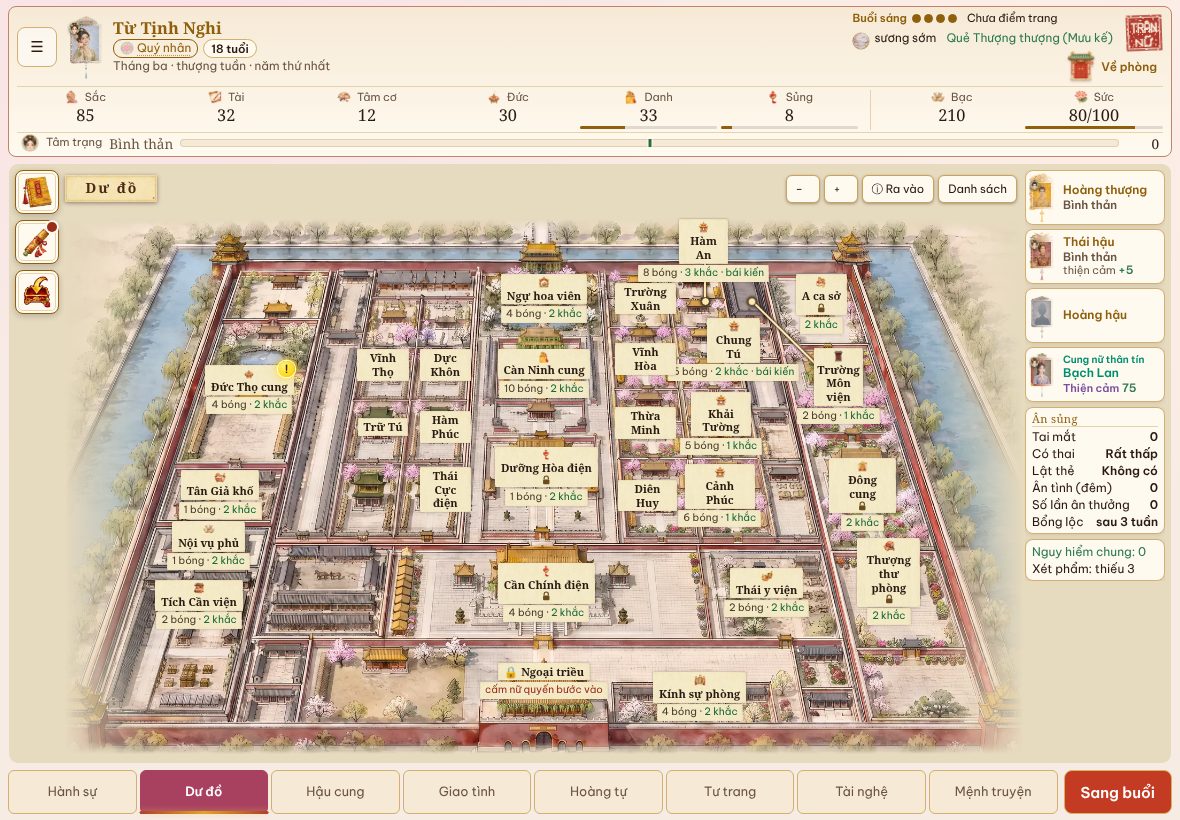 ☰
Từ Tịnh Nghi
Quý nhân
18 tuổi
Tháng ba · thượng tuần · năm thứ nhất
Buổi sáng
Chưa điểm trang
sương sớm
Quẻ Thượng thượng (Mưu kế)
TRÂN NỮ
Về phòng
Sắc
85
Tài
32
Tâm cơ
12
Đức
30
Danh
33
Sủng
8
Bạc
210
Sức
80/100
Tâm trạng
Bình thản
0
Dư đồ
−
+
ⓘ Ra vào
Danh sách
Hàm An
8 bóng · 3 khắc · bái kiến
Ngự hoa viên
4 bóng · 2 khắc
Trường Xuân
A ca sở
2 khắc
Chung Tú
5 bóng · 2 khắc · bái kiến
Vĩnh Thọ
Dực Khôn
Càn Ninh cung
10 bóng · 2 khắc
Vĩnh Hòa
Trường Môn viện
2 bóng · 1 khắc
!
Đức Thọ cung
4 bóng · 2 khắc
Trữ Tú
Hàm Phúc
Thừa Minh
Khải Tường
5 bóng · 1 khắc
Dưỡng Hòa điện
1 bóng · 2 khắc
Thái Cực điện
Diên Huy
Cảnh Phúc
6 bóng · 1 khắc
Đông cung
2 khắc
Tân Giả khố
1 bóng · 2 khắc
Nội vụ phủ
1 bóng · 2 khắc
Tích Cần viện
2 bóng · 2 khắc
Cần Chính điện
4 bóng · 2 khắc
Thái y viện
2 bóng · 2 khắc
Thượng thư phòng
2 khắc
Ngoại triều
cấm nữ quyến bước vào
Kính sự phòng
4 bóng · 2 khắc
Hoàng thượng
Bình thản
Thái hậu
Bình thản
thiện cảm +5
Hoàng hậu
Cung nữ thân tín
Bạch Lan
Thiện cảm 75
Ân sủng
Tai mắt 0
Có thai Rất thấp
Lật thẻ Không có
Ân tình (đêm) 0
Số lần ân thưởng 0
Bổng lộc sau 3 tuần
Nguy hiểm chung: 0
Xét phẩm: thiếu 3
Hành sự
Dư đồ
Hậu cung
Giao tình
Hoàng tự
Tư trang
Tài nghệ
Mệnh truyện
Sang buổi